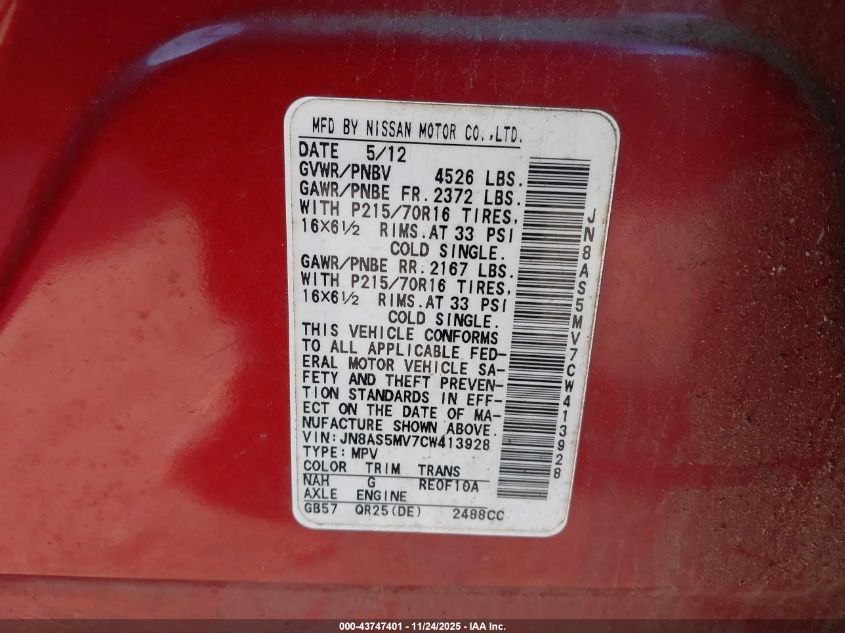 MFD BY NISSAN MOTOR CO.,LTD.
DATE 5/12
GVWR/PNBV 4526 LBS.
GAWR/PNBE FR. 2372 LBS.
WITH P215/70R16 TIRES,
16X6½ RIMS. AT 33 PSI
COLD SINGLE.
GAWR/PNBE RR. 2167 LBS.
WITH P215/70R16 TIRES,
16X6½ RIMS. AT 33 PSI
COLD SINGLE.
THIS VEHICLE CONFORMS
TO ALL APPLICABLE FED-
ERAL MOTOR VEHICLE SA-
FETY AND THEFT PREVEN-
TION STANDARDS IN EFF-
ECT ON THE DATE OF MA-
NUFACTURE SHOWN ABOVE.
VIN: JN8AS5MV7CW413928
TYPE: MPV
COLOR TRIM TRANS
NAH G RE0F10A
AXLE ENGINE
GB57 QR25(DE) 2488CC
JN8AS5MV7CW413928
000-43747401 - 11/24/2025 - IAA Inc.